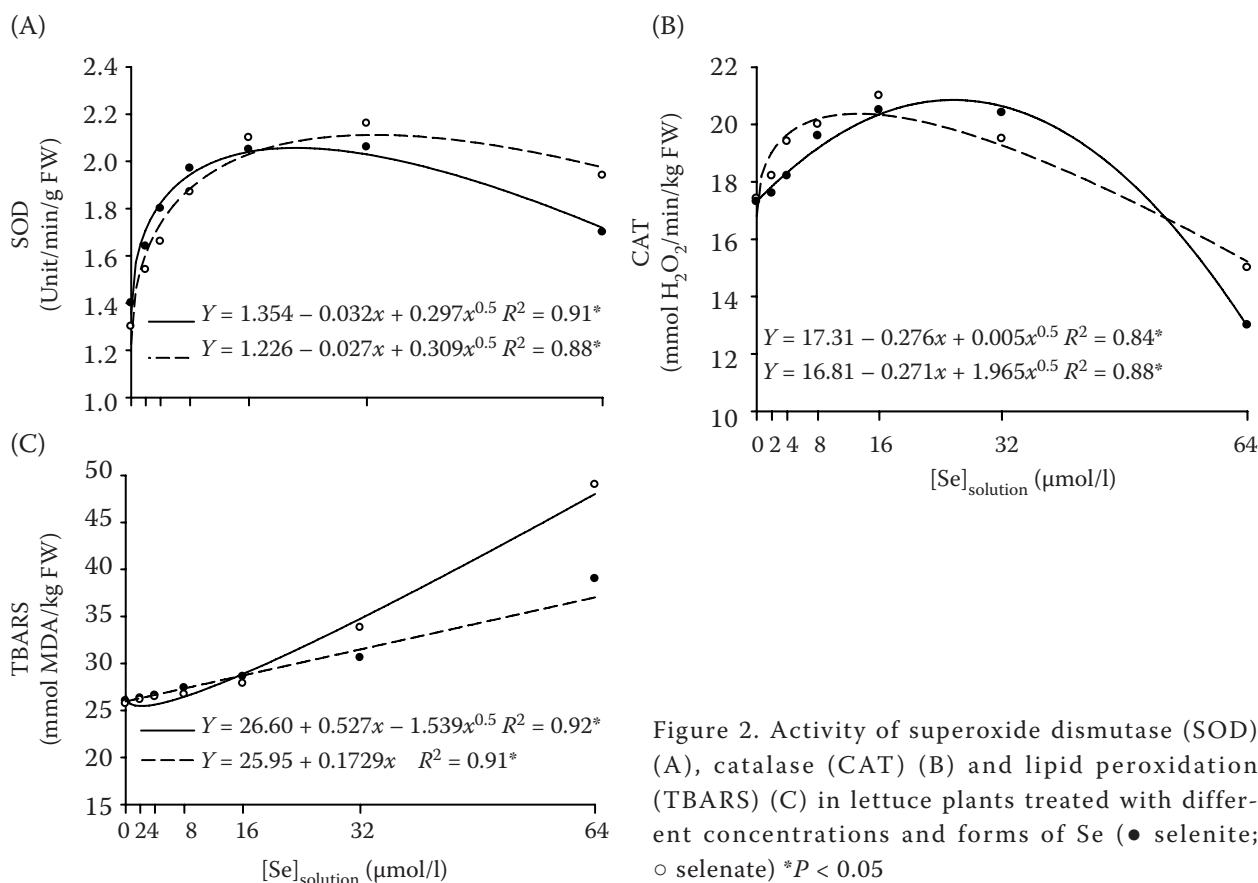 (A)
2.4
2.2
2.0
1.8
1.6
1.4
1.2
1.0
SOD
(Unit/min/g FW)
Y = 1.354 – 0.032x + 0.297x^0.5 R² = 0.91*
Y = 1.226 – 0.027x + 0.309x^0.5 R² = 0.88*
(B)
22
20
18
16
14
12
10
CAT
(mmol H₂O₂/min/kg FW)
Y = 17.31 – 0.276x + 0.005x^0.5 R² = 0.84*
Y = 16.81 – 0.271x + 1.965x^0.5 R² = 0.88*
0 2 4 8 16 32 64
[Se]solution (µmol/l)
(C)
50
45
40
35
30
25
20
15
TBARS
(mmol MDA/kg FW)
Y = 26.60 + 0.527x – 1.539x^0.5 R² = 0.92*
Y = 25.95 + 0.1729x R² = 0.91*
0 2 4 8 16 32 64
[Se]solution (µmol/l)
Figure 2. Activity of superoxide dismutase (SOD)
(A), catalase (CAT) (B) and lipid peroxidation
(TBARS) (C) in lettuce plants treated with differ-
ent concentrations and forms of Se (● selenite;
○ selenate) *P < 0.05